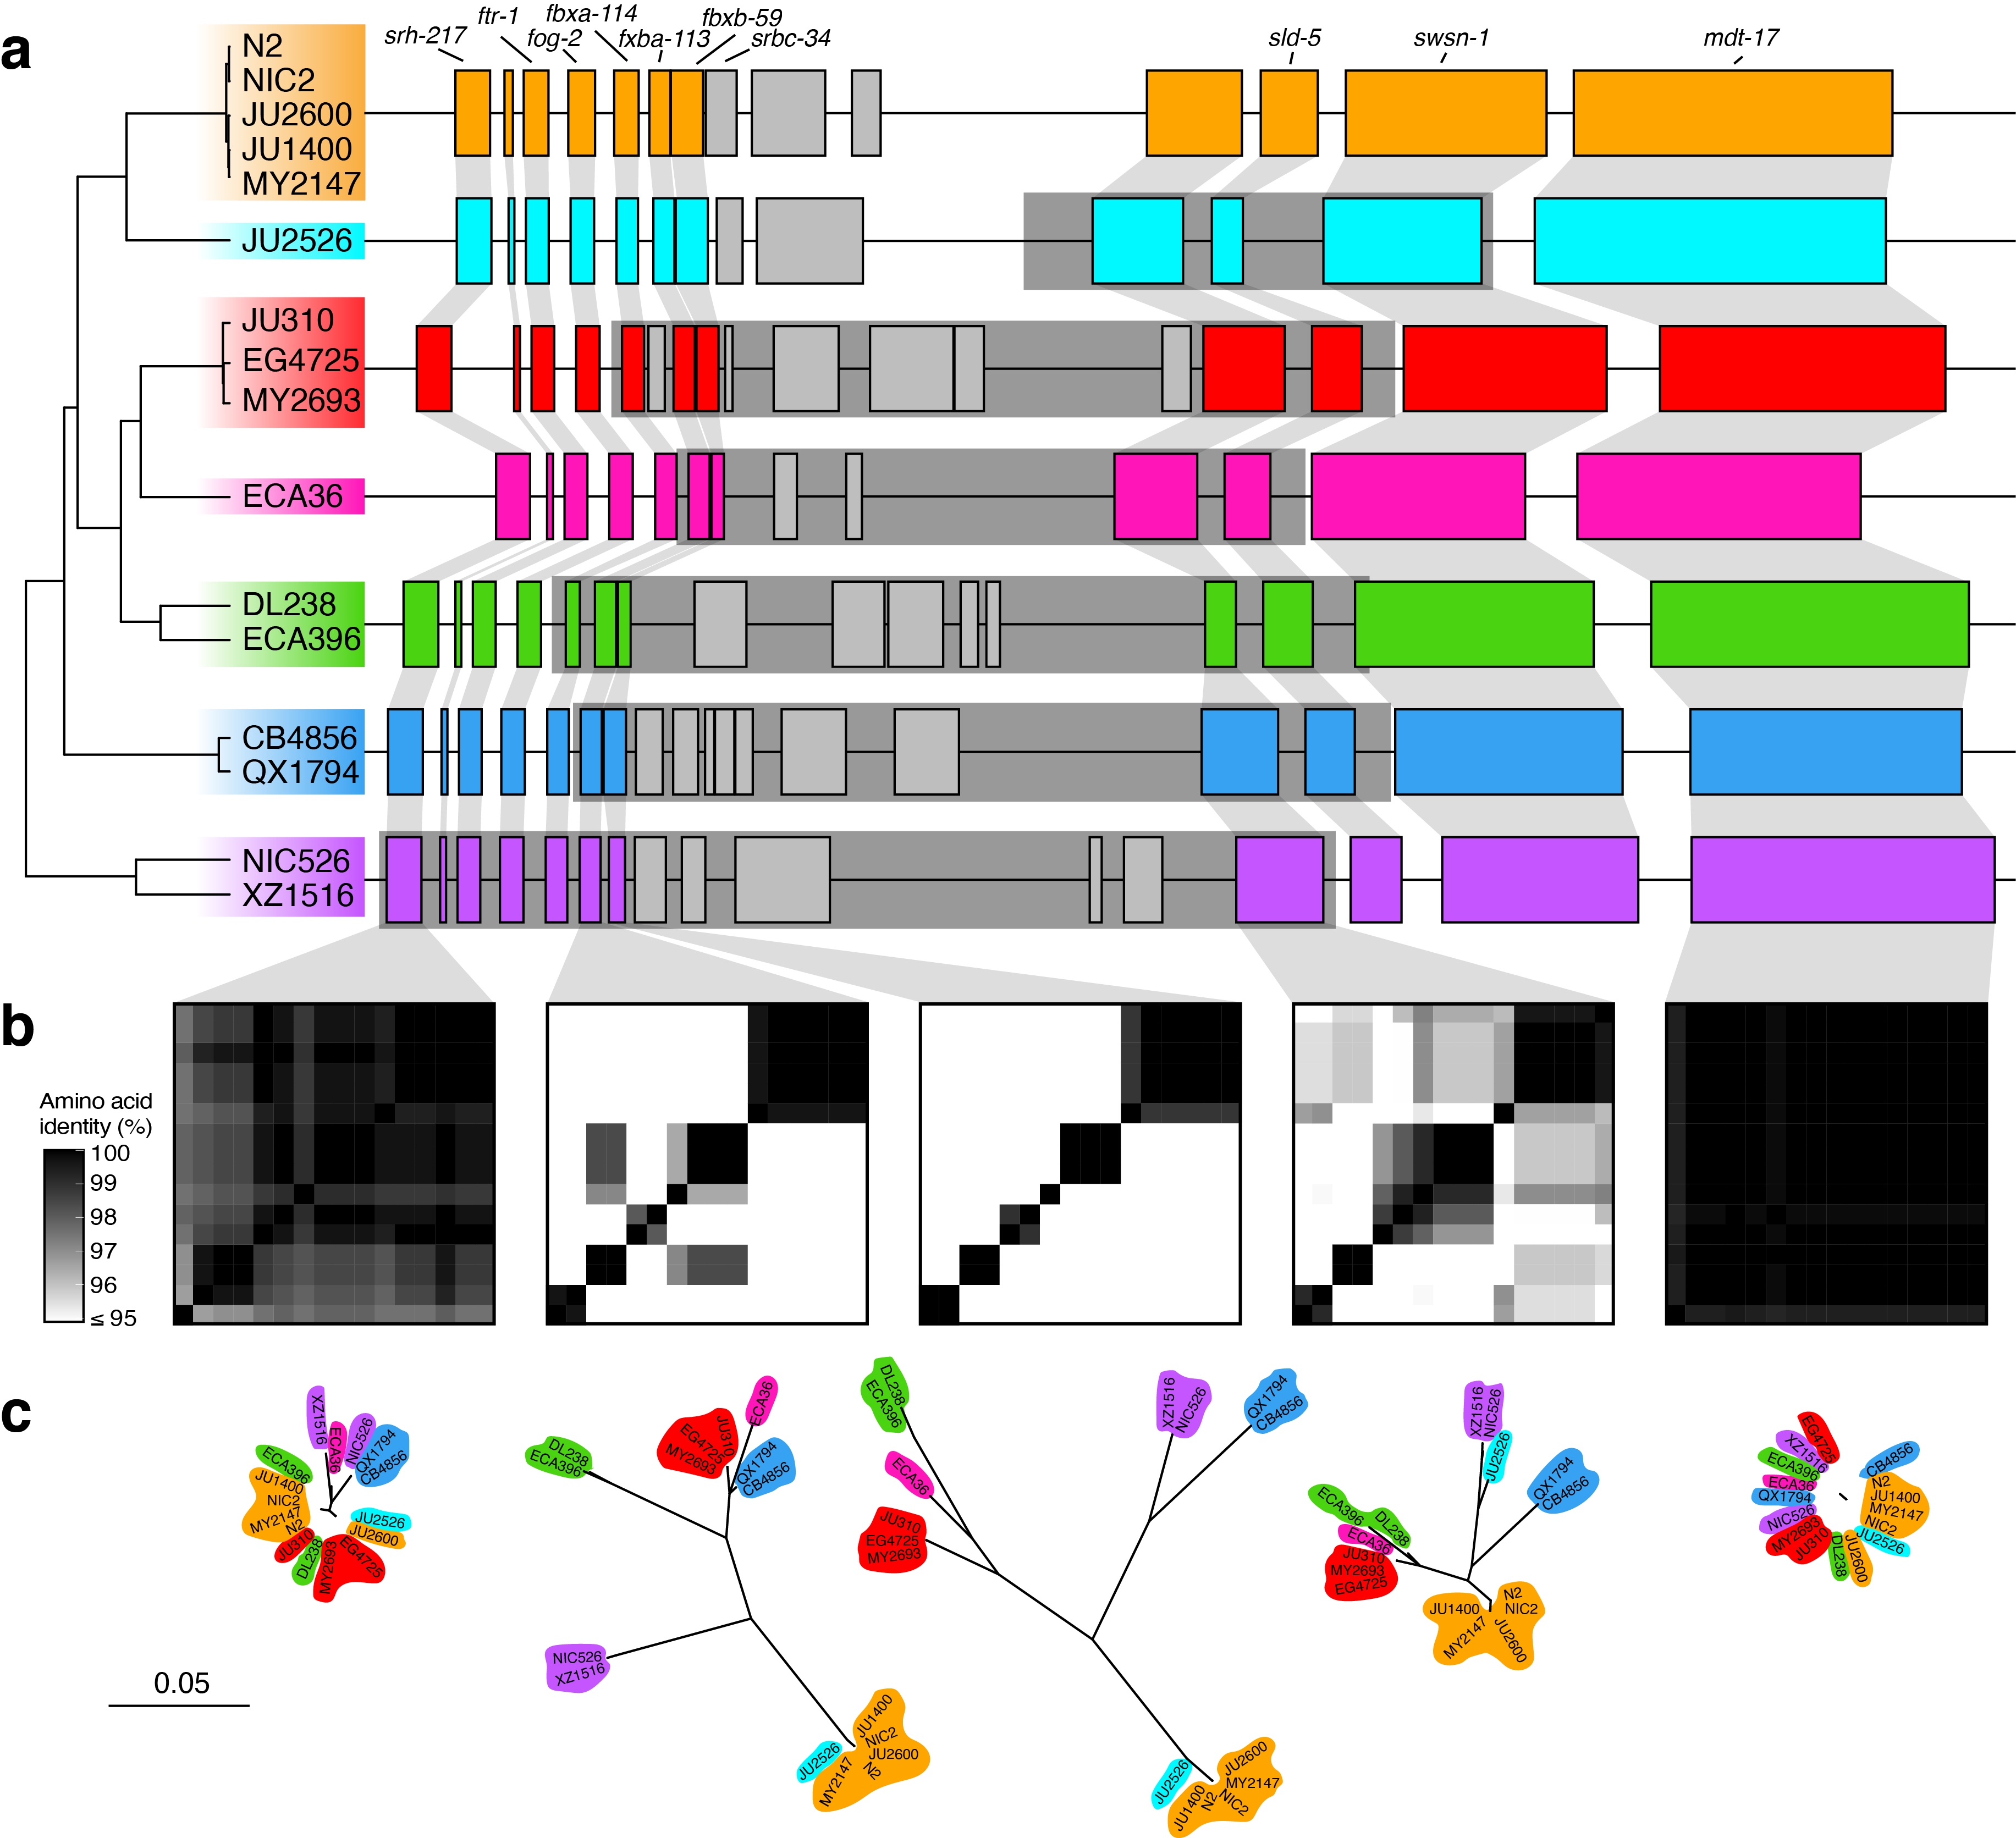 a
srh-217
ftr-1
fog-2
fbxa-114
fxba-113
fbxb-59
srbc-34
sld-5
swsn-1
mdt-17
N2
NIC2
JU2600
JU1400
MY2147
JU2526
JU310
EG4725
MY2693
ECA36
DL238
ECA396
CB4856
QX1794
NIC526
XZ1516
b
Amino acid
identity (%)
100
99
98
97
96
≤ 95
c
XZ1516
ECA36
NIC526
QX1794
CB4856
ECA396
JU1400
NIC2
MY2147
N2
JU310
DL238
MY2693
EG4725
JU2526
JU2600
DL238
ECA396
EG4725
JU310
MY2693
ECA36
QX1794
CB4856
NIC526
XZ1516
JU2526
MY2147
JU1400
NIC2
JU2600
N2
DL238
ECA396
ECA36
JU310
EG4725
MY2693
XZ1516
NIC526
QX1794
CB4856
JU2526
JU1400
N2
NIC2
JU2600
MY2147
XZ1516
NIC526
JU2526
QX1794
CB4856
ECA396
DL238
ECA36
JU310
MY2693
EG4725
JU1400
MY2147
N2
NIC2
JU2600
EG4725
XZ1516
ECA396
ECA36
QX1794
NIC526
MY2693
JU310
DL238
JU2600
JU2526
CB4856
N2
JU1400
MY2147
NIC2
0.05